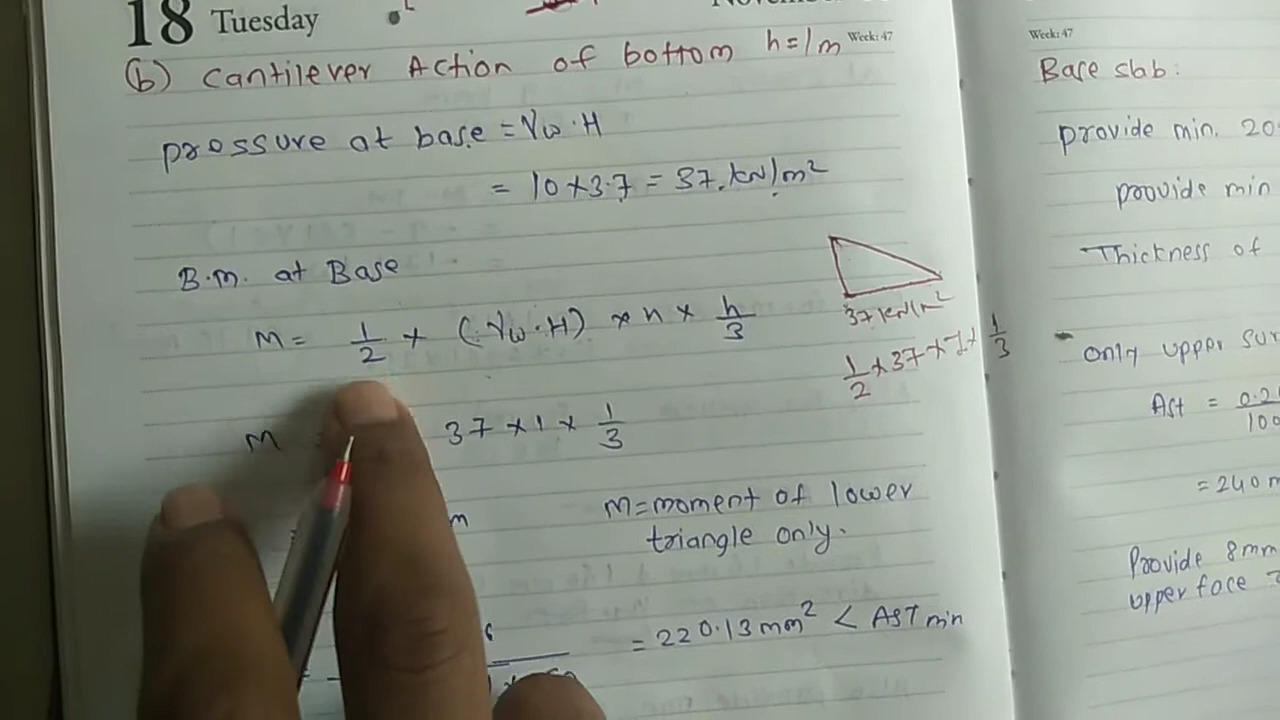 18 Tuesday
Week: 47
(b) Cantilever Action of bottom h=1m
pressure at base = γw·H
= 10×3.7 = 37 kN/m²
B.M. at Base
M = 1/2 × (γw·H) × h × h/3
37 kN/m²
1/2 × 37 × 1 × 1/3
M = 37 × 1 × 1/3
m
M=moment of lower
triangle only.
= 220.13 mm² < AST min
Week: 47
Base slab:
provide min. 20
provide min
Thickness of
only upper sur
Ast = 0.2
100
= 240 m
Provide 8mm
upper face